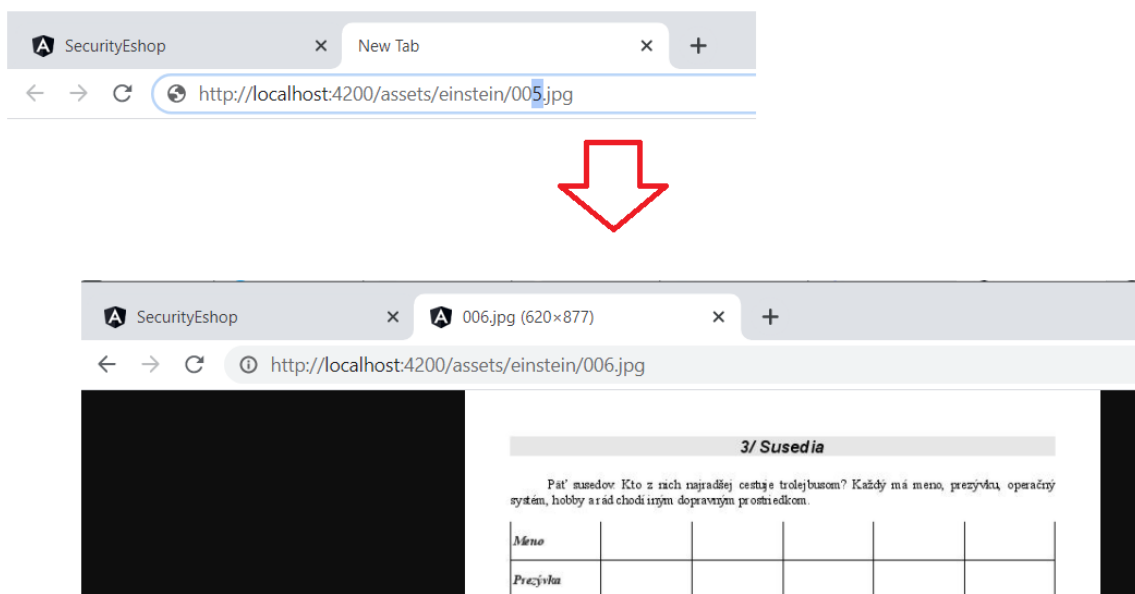 SecurityEshop
New Tab
http://localhost:4200/assets/einstein/005.jpg
SecurityEshop
006.jpg (620×877)
http://localhost:4200/assets/einstein/006.jpg
3/ Susedia
Päť susedov. Kto z nich najradšej cestuje trolejbusom? Každý má meno, prezývku, operačný
systém, hobby a rád chodí iným dopravným prostriedkom.
Meno
Prezývka